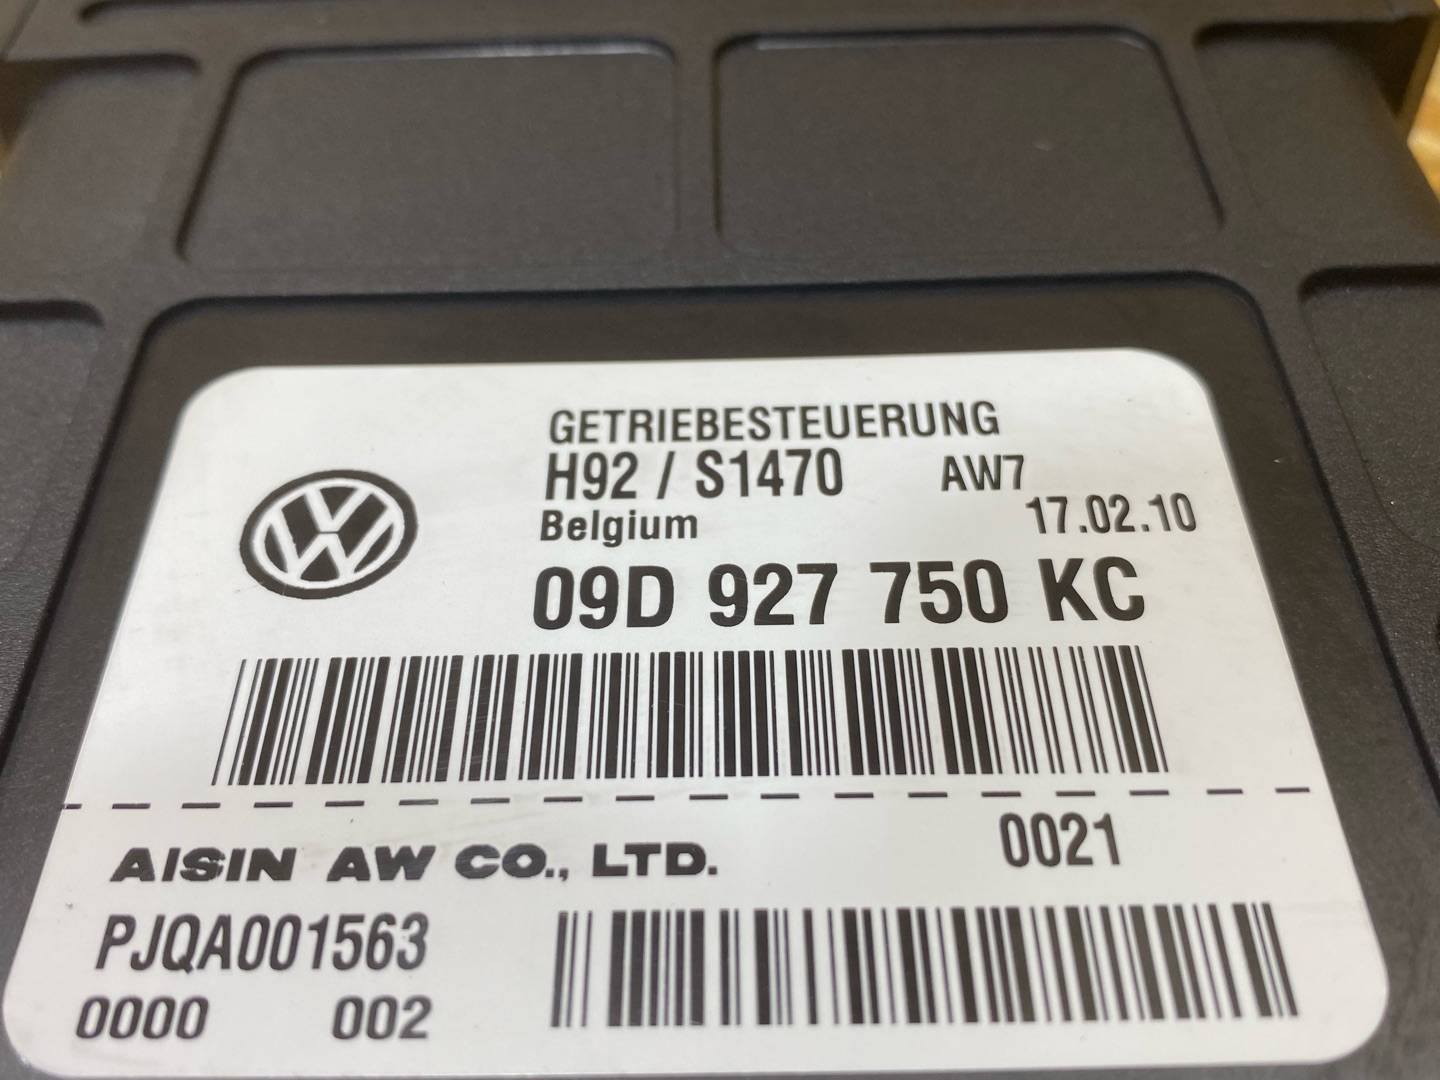 GETRIEBESTEUERUNG
H92 / S1470 AW7
Belgium 17.02.10
09D 927 750 KC
AISIN AW CO., LTD. 0021
PJQA001563
0000 002